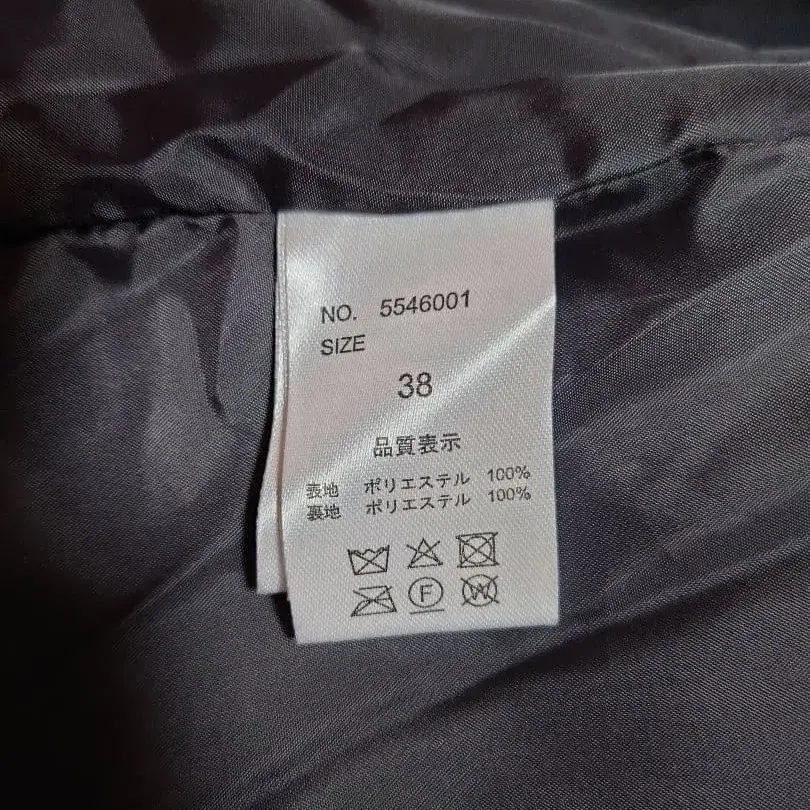 NO. 5546001
SIZE
38
品質表示
表地 ポリエステル 100%
裏地 ポリエステル 100%
F W